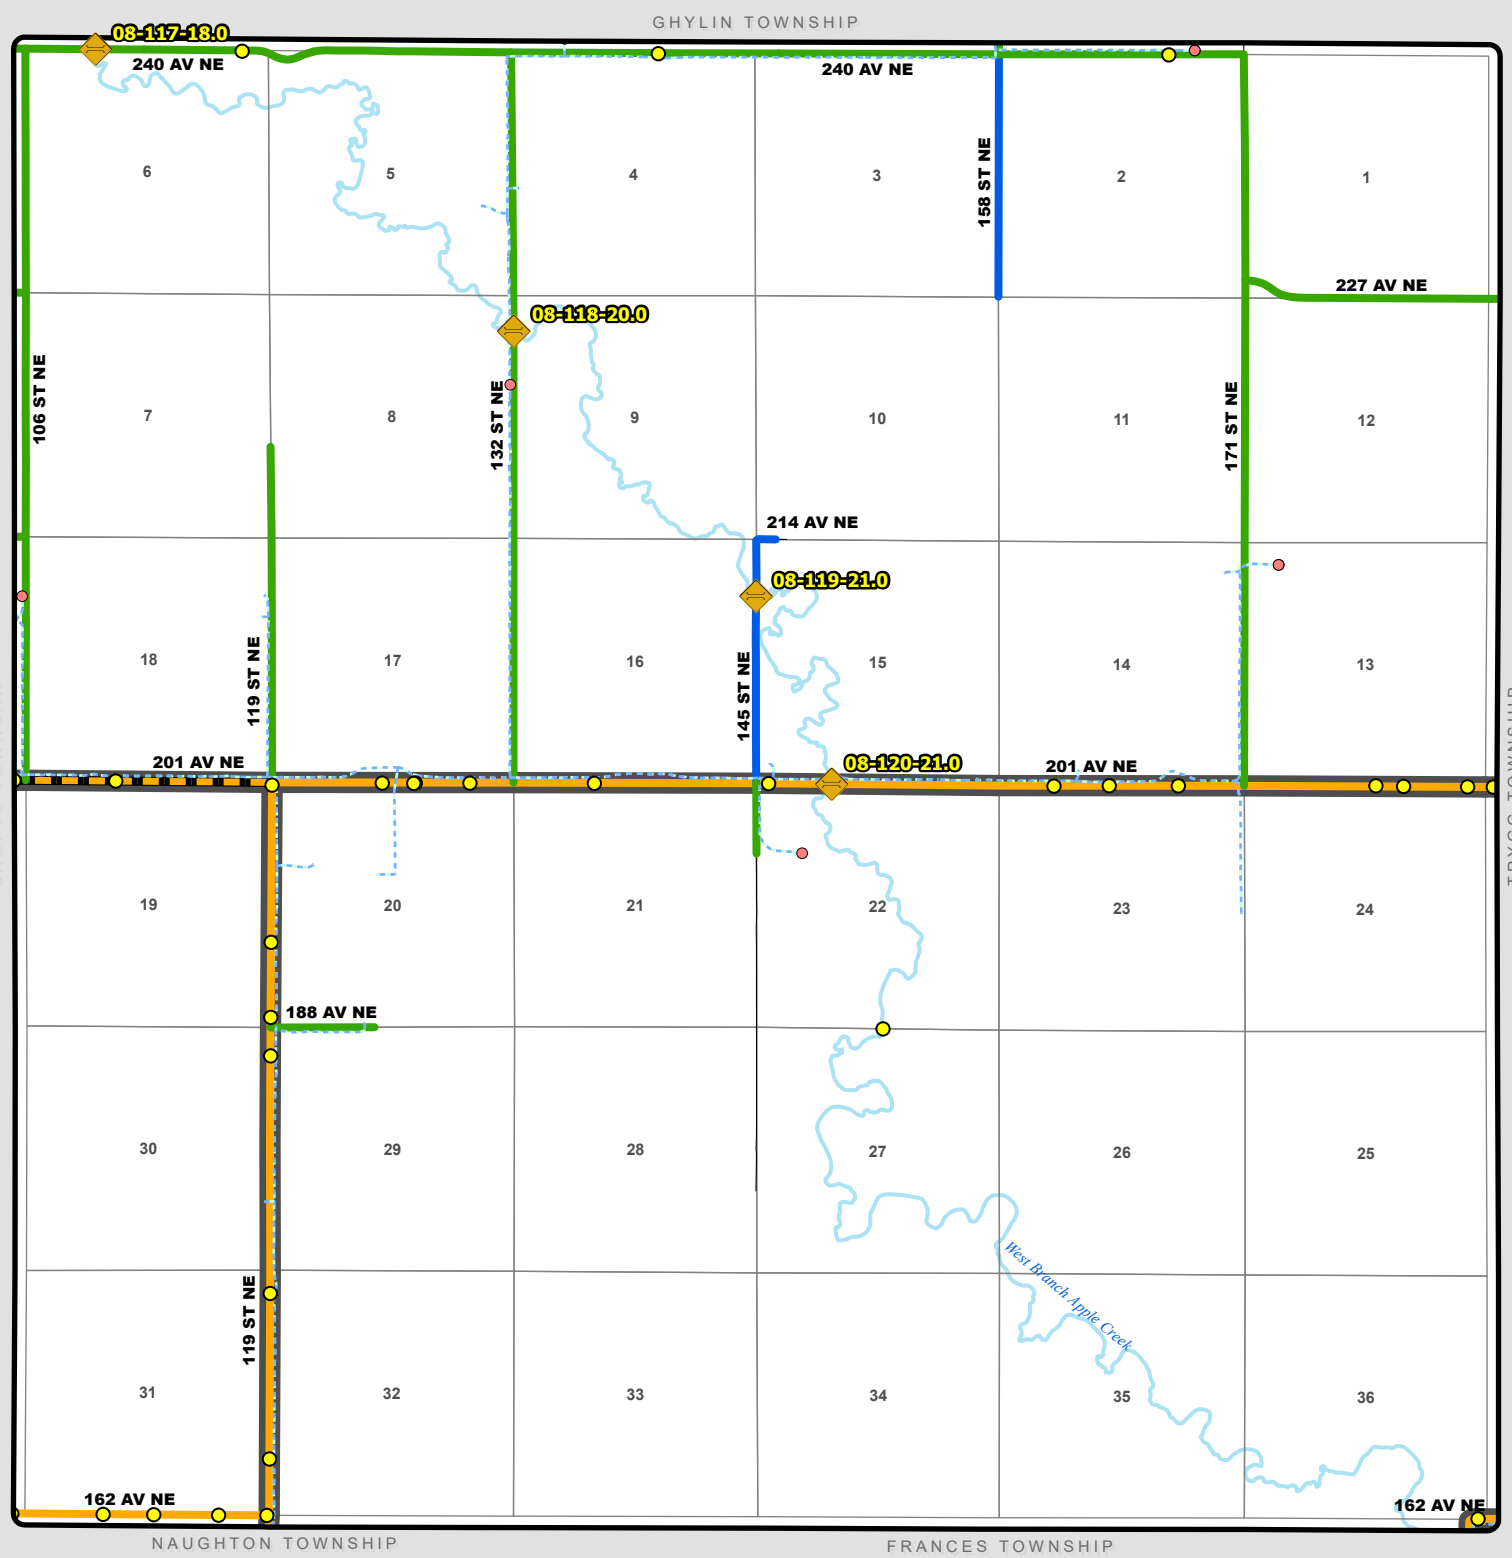 GHYLIN TOWNSHIP
08-117-18.0
240 AV NE
240 AV NE
6
5
4
3
158 ST NE
2
1
227 AV NE
08-118-20.0
106 ST NE
7
8
132 ST NE
9
10
11
171 ST NE
12
214 AV NE
08-119-21.0
18
119 ST NE
17
16
145 ST NE
15
14
13
201 AV NE
08-120-21.0
201 AV NE
TRYGG TOWNSHIP
19
20
21
22
23
24
188 AV NE
30
29
28
27
26
25
West Branch Apple Creek
119 ST NE
31
32
33
34
35
36
162 AV NE
162 AV NE
NAUGHTON TOWNSHIP
FRANCES TOWNSHIP